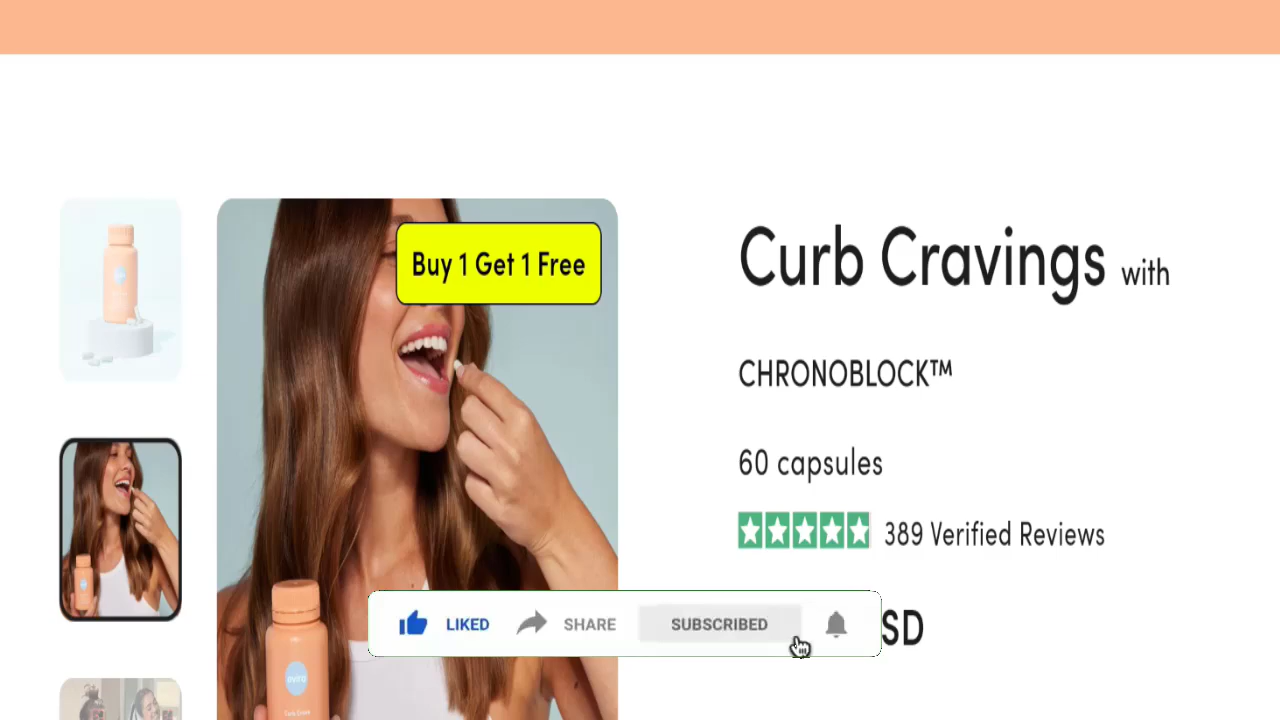 Buy 1 Get 1 Free
Curb Cravings with
CHRONOBLOCK™
60 capsules
389 Verified Reviews
SD
LIKED
SHARE
SUBSCRIBED